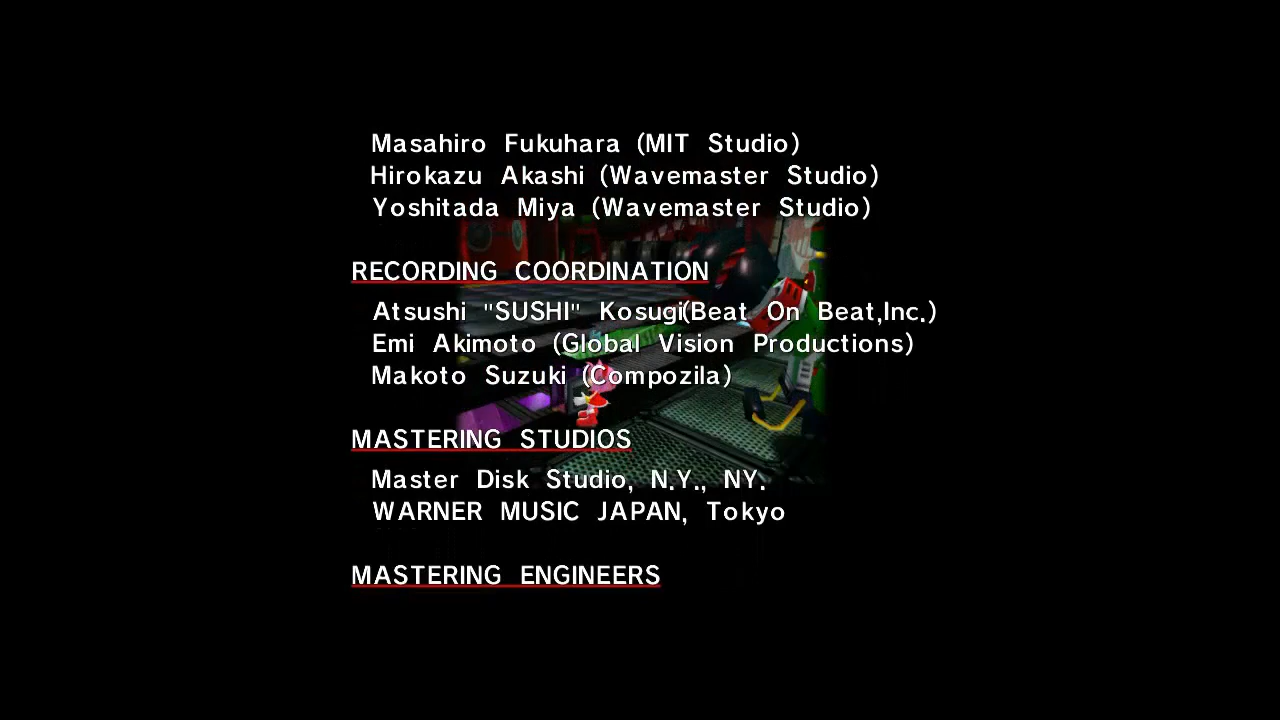 Masahiro Fukuhara (MIT Studio)
Hirokazu Akashi (Wavemaster Studio)
Yoshitada Miya (Wavemaster Studio)
RECORDING COORDINATION
Atsushi "SUSHI" Kosugi(Beat On Beat,Inc.)
Emi Akimoto (Global Vision Productions)
Makoto Suzuki (Compozila)
MASTERING STUDIOS
Master Disk Studio, N.Y., NY.
WARNER MUSIC JAPAN, Tokyo
MASTERING ENGINEERS